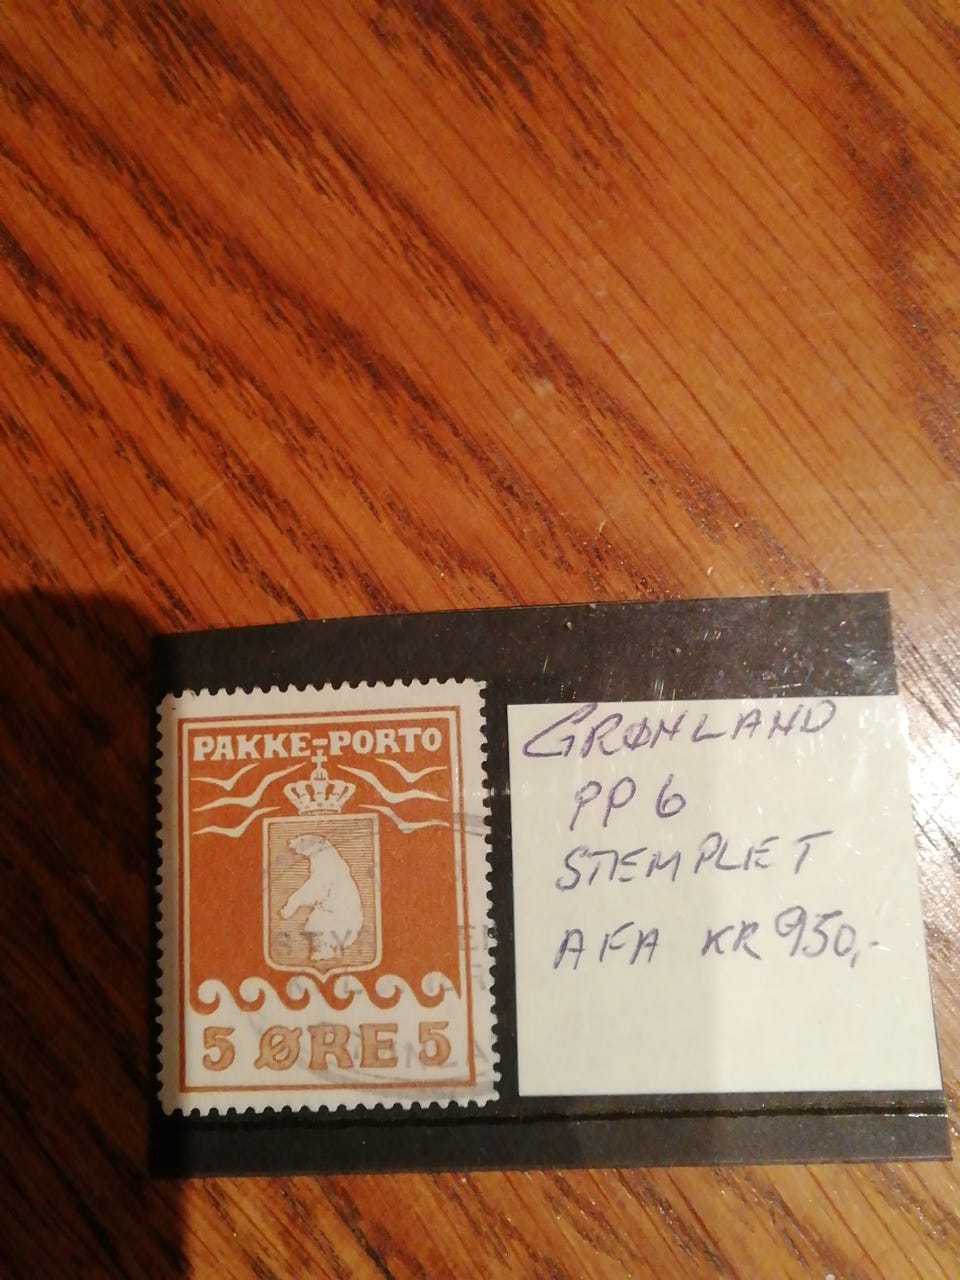 PAKKE-PORTO
5 ØRE 5
GRØNLAND
PP 6
STEMPLET
AFA KR 950,-